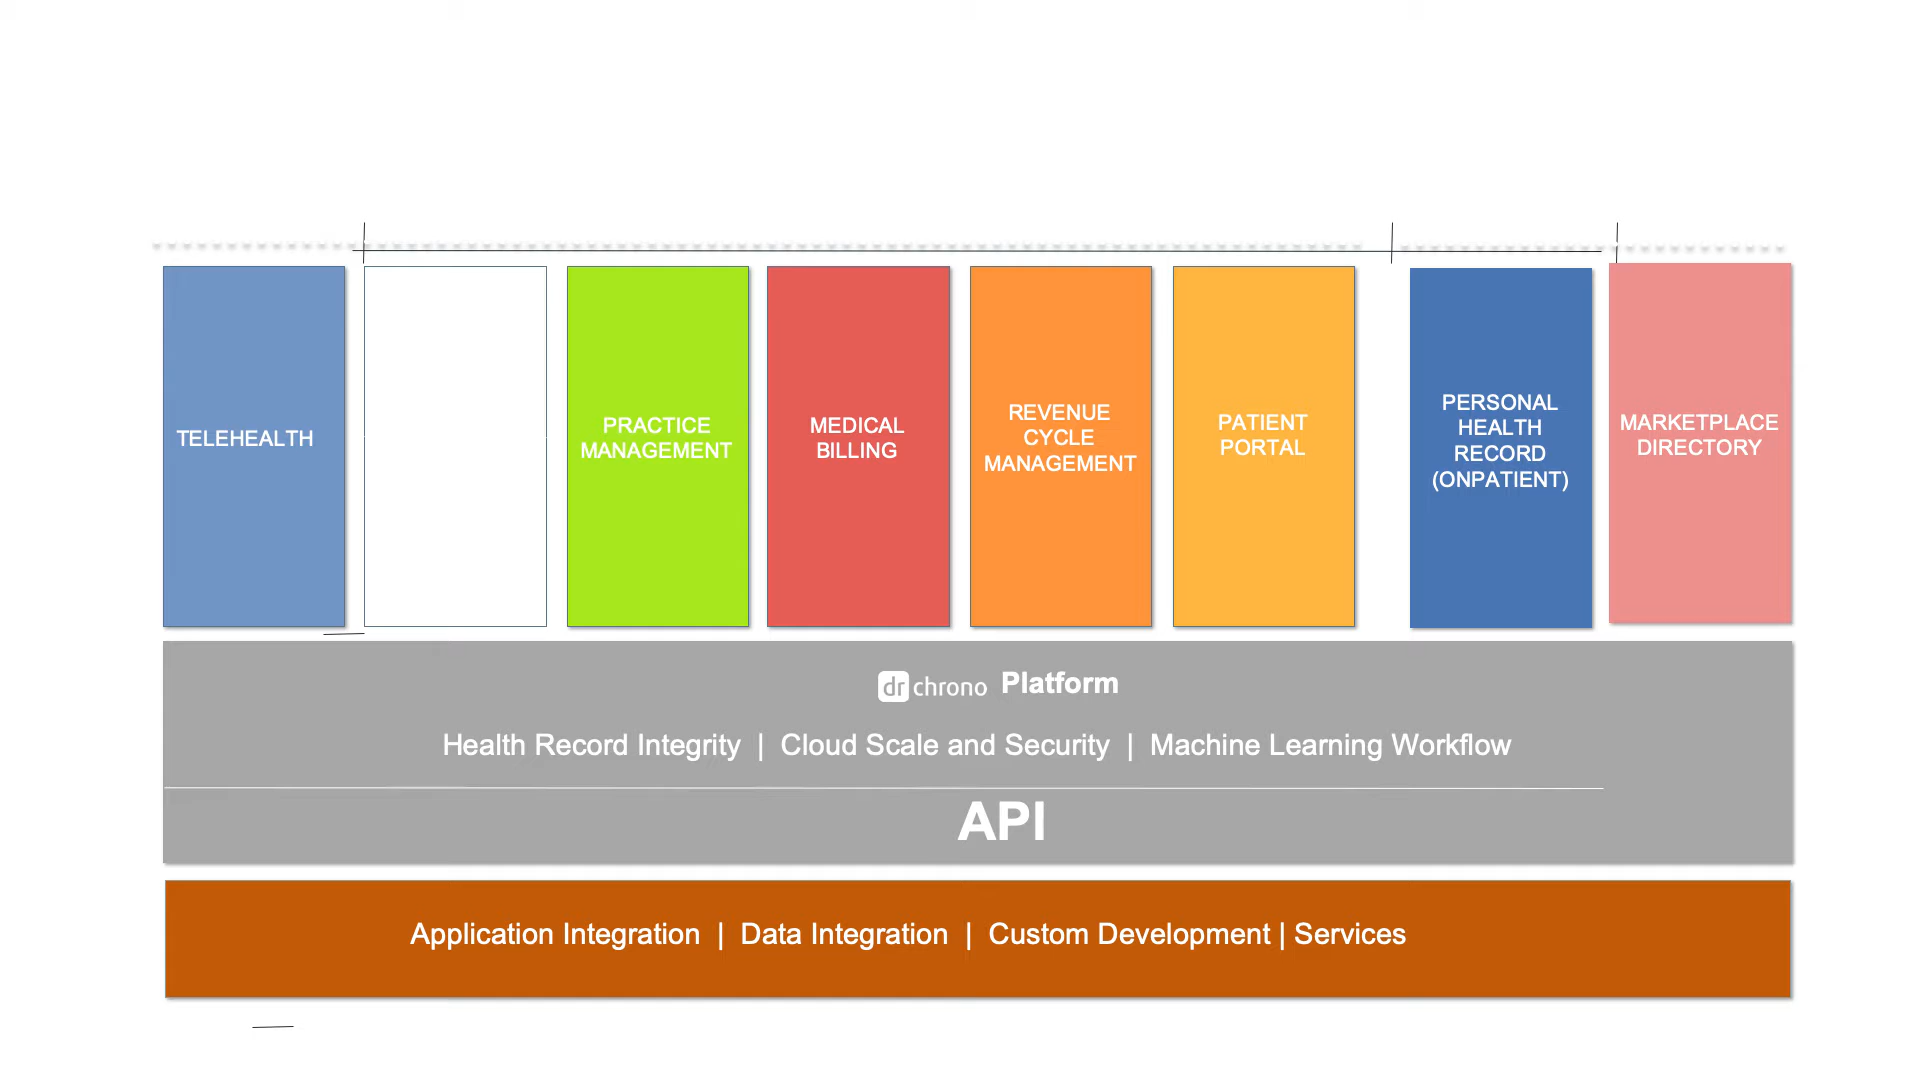 TELEHEALTH
PRACTICE
MANAGEMENT
MEDICAL
BILLING
REVENUE
CYCLE
MANAGEMENT
PATIENT
PORTAL
PERSONAL
HEALTH
RECORD
(ONPATIENT)
MARKETPLACE
DIRECTORY
dr chrono Platform
Health Record Integrity | Cloud Scale and Security | Machine Learning Workflow
API
Application Integration | Data Integration | Custom Development | Services